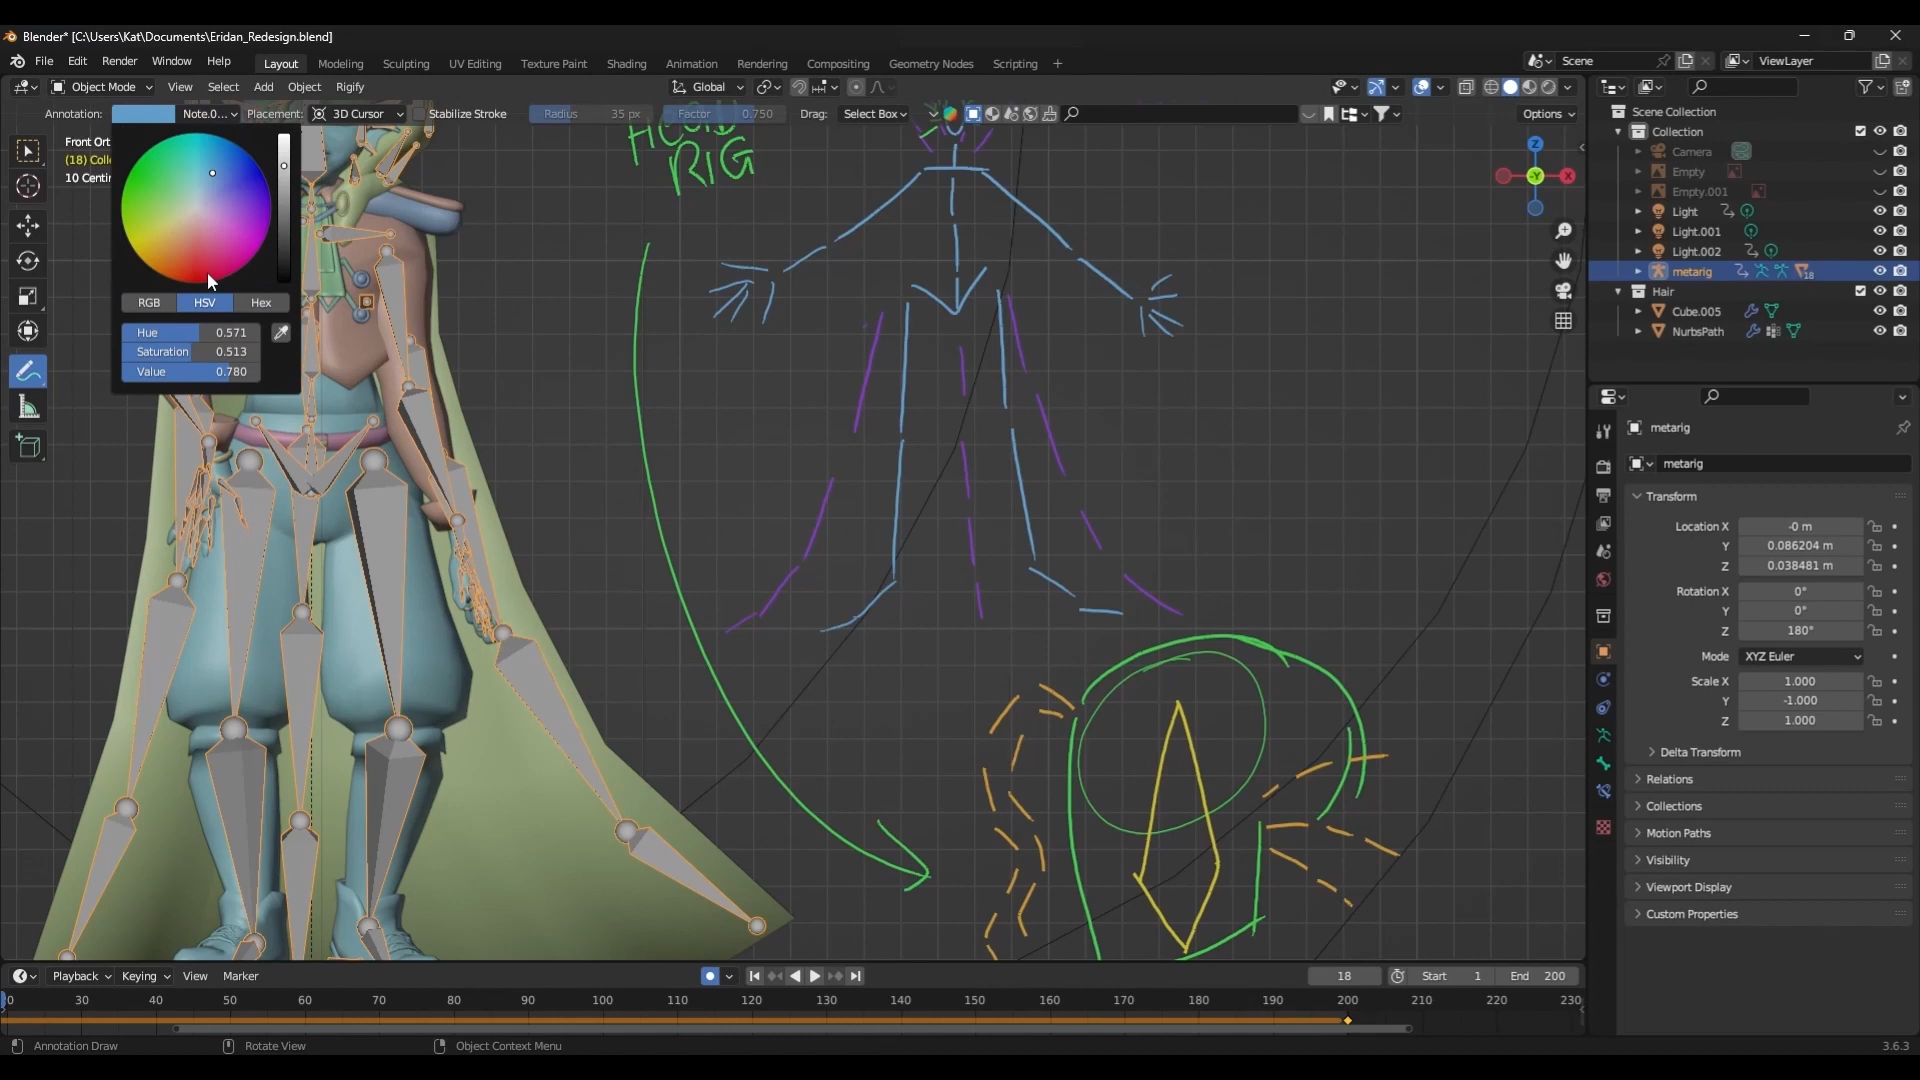 Blender* [C:\Users\Kat\Documents\Eridan_Redesign.blend]
File Edit Render Window Help Layout Modeling Sculpting UV Editing Texture Paint Shading Animation Rendering Compositing Geometry Nodes Scripting + Scene ViewLayer
Object Mode View Select Add Object Rigify Global
Annotation: Note.0... Placement: 3D Cursor Stabilize Stroke Radius 35 px Factor 0.750 Drag: Select Box Options
Front Ort
(18) Colle
10 Centi
RIG
Z
X
-Y
RGB HSV Hex
Hue 0.571
Saturation 0.513
Value 0.780
Scene Collection
Collection
Camera
Empty
Empty.001
Light
Light.001
Light.002
metarig 18
Hair
Cube.005
NurbsPath
metarig
metarig
Transform
Location X -0 m
Y 0.086204 m
Z 0.038481 m
Rotation X 0°
Y 0°
Z 180°
Mode XYZ Euler
Scale X 1.000
Y -1.000
Z 1.000
Delta Transform
Relations
Collections
Motion Paths
Visibility
Viewport Display
Custom Properties
Playback Keying View Marker 18 Start 1 End 200
0 30 40 50 60 70 80 90 100 110 120 130 140 150 160 170 180 190 200 210 220 230
Annotation Draw Rotate View Object Context Menu 3.6.3